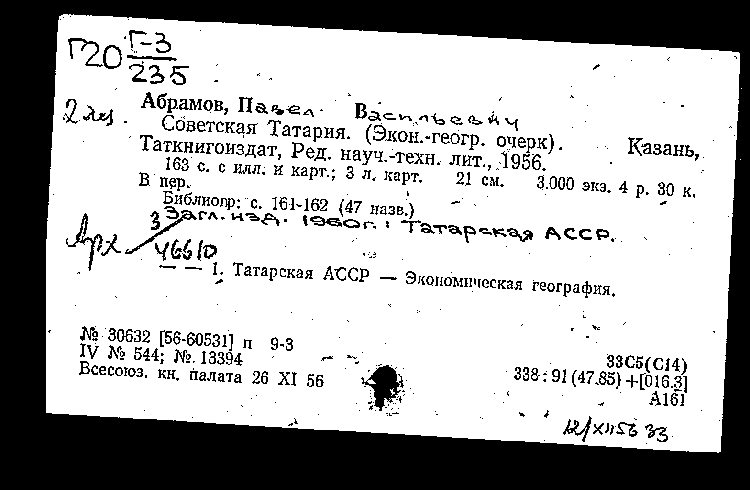 Г20 Г-3
235
2 экз.
Абрамов, Павел Васильевич
Советская Татария. (Экон.-геогр. очерк). Казань,
Таткнигоиздат, Ред. науч.-техн. лит., 1956.
163 с. с илл. и карт.; 3 л. карт. 21 см. 3.000 экз. 4 р. 30 к.
В пер.
Библиогр: с. 161-162 (47 назв.)
Загл. изд. 1960г.: Татарская АССР.
Арх 3
46610
— — 1. Татарская АССР — Экономическая география.
№ 30632 [56-60531] п 9-3
IV № 544; № 13394
Всесоюз. кн. палата 26 XI 56
33С5(С14)
338:91(47.85)+[016.3]
А161